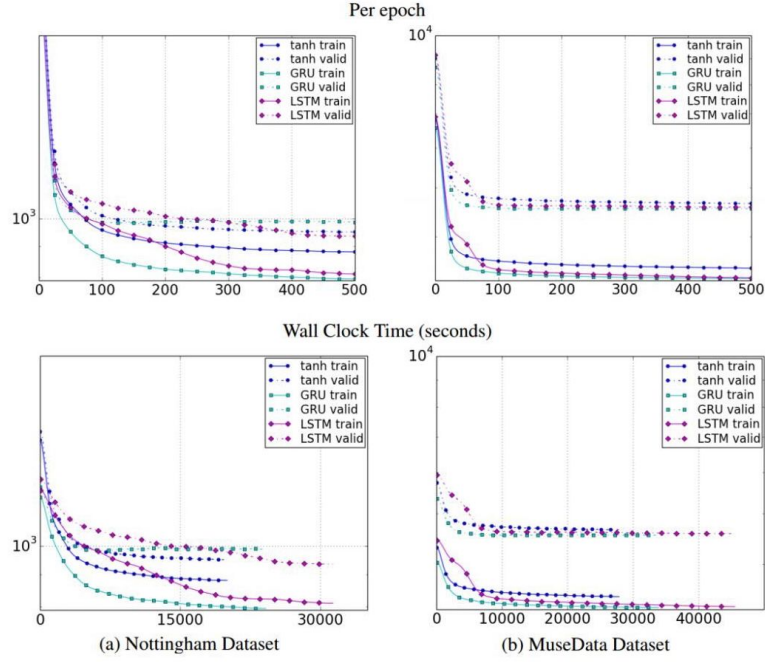 Per epoch
tanh train
tanh valid
GRU train
GRU valid
LSTM train
LSTM valid
10^3
0 100 200 300 400 500
10^4
tanh train
tanh valid
GRU train
GRU valid
LSTM train
LSTM valid
0 100 200 300 400 500
Wall Clock Time (seconds)
tanh train
tanh valid
GRU train
GRU valid
LSTM train
LSTM valid
10^3
0 15000 30000
10^4
tanh train
tanh valid
GRU train
GRU valid
LSTM train
LSTM valid
0 10000 20000 30000 40000
(a) Nottingham Dataset
(b) MuseData Dataset